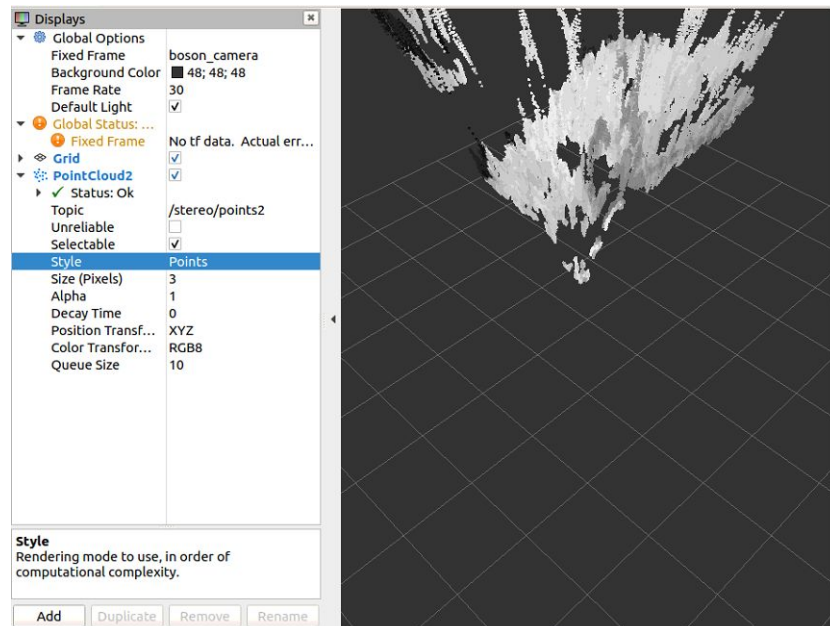 Displays
Global Options
Fixed Frame boson_camera
Background Color 48; 48; 48
Frame Rate 30
Default Light
Global Status: ...
Fixed Frame No tf data. Actual err...
Grid
PointCloud2
Status: Ok
Topic /stereo/points2
Unreliable
Selectable
Style Points
Size (Pixels) 3
Alpha 1
Decay Time 0
Position Transf... XYZ
Color Transfor... RGB8
Queue Size 10
Style
Rendering mode to use, in order of
computational complexity.
Add Duplicate Remove Rename